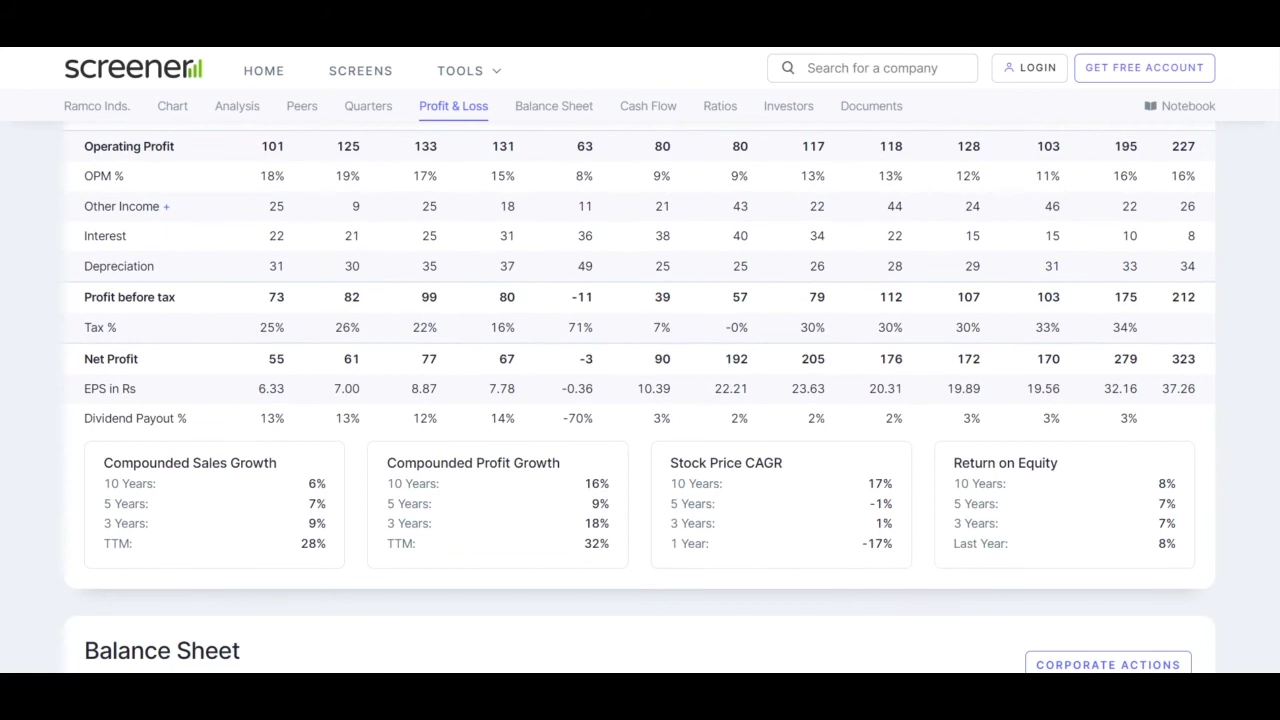 screener HOME SCREENS TOOLS Search for a company LOGIN GET FREE ACCOUNT
Ramco Inds. Chart Analysis Peers Quarters Profit & Loss Balance Sheet Cash Flow Ratios Investors Documents Notebook
Operating Profit 101 125 133 131 63 80 80 117 118 128 103 195 227
OPM % 18% 19% 17% 15% 8% 9% 9% 13% 13% 12% 11% 16% 16%
Other Income + 25 9 25 18 11 21 43 22 44 24 46 22 26
Interest 22 21 25 31 36 38 40 34 22 15 15 10 8
Depreciation 31 30 35 37 49 25 25 26 28 29 31 33 34
Profit before tax 73 82 99 80 -11 39 57 79 112 107 103 175 212
Tax % 25% 26% 22% 16% 71% 7% -0% 30% 30% 30% 33% 34%
Net Profit 55 61 77 67 -3 90 192 205 176 172 170 279 323
EPS in Rs 6.33 7.00 8.87 7.78 -0.36 10.39 22.21 23.63 20.31 19.89 19.56 32.16 37.26
Dividend Payout % 13% 13% 12% 14% -70% 3% 2% 2% 2% 3% 3% 3%
Compounded Sales Growth
10 Years: 6%
5 Years: 7%
3 Years: 9%
TTM: 28%
Compounded Profit Growth
10 Years: 16%
5 Years: 9%
3 Years: 18%
TTM: 32%
Stock Price CAGR
10 Years: 17%
5 Years: -1%
3 Years: 1%
1 Year: -17%
Return on Equity
10 Years: 8%
5 Years: 7%
3 Years: 7%
Last Year: 8%
Balance Sheet
CORPORATE ACTIONS